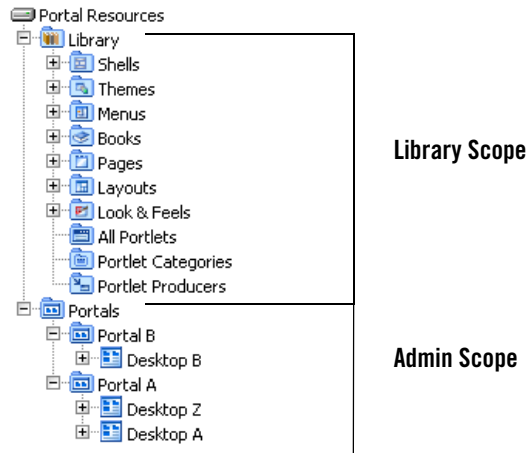 Portal Resources
Library
Shells
Themes
Menus
Books
Pages
Layouts
Look & Feels
All Portlets
Portlet Categories
Portlet Producers
Portals
Portal B
Desktop B
Portal A
Desktop Z
Desktop A
Library Scope
Admin Scope